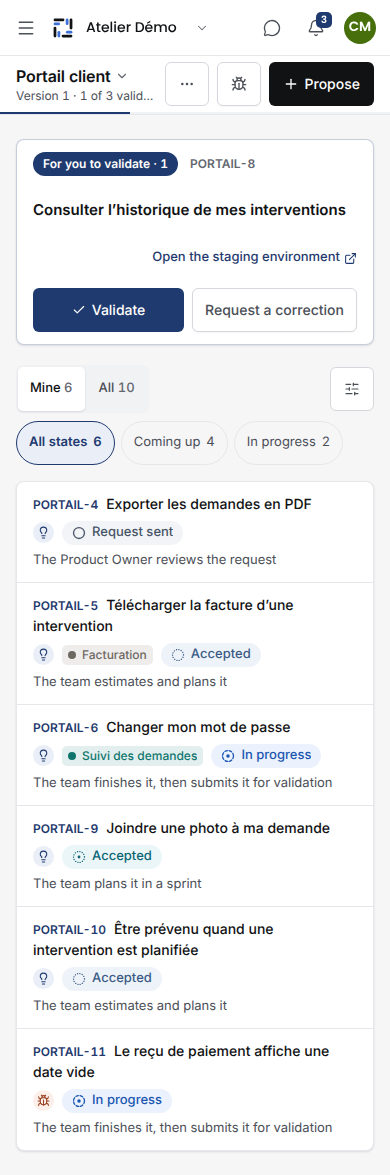 Atelier Démo
3
CM
Portail client
Version 1 · 1 of 3 valid...
Propose
For you to validate · 1 PORTAIL-8
Consulter l’historique de mes interventions
Open the staging environment
Validate
Request a correction
Mine 6
All 10
All states 6
Coming up 4
In progress 2
PORTAIL-4 Exporter les demandes en PDF
Request sent
The Product Owner reviews the request
PORTAIL-5 Télécharger la facture d’une
intervention
Facturation Accepted
The team estimates and plans it
PORTAIL-6 Changer mon mot de passe
Suivi des demandes In progress
The team finishes it, then submits it for validation
PORTAIL-9 Joindre une photo à ma demande
Accepted
The team plans it in a sprint
PORTAIL-10 Être prévenu quand une
intervention est planifiée
Accepted
The team estimates and plans it
PORTAIL-11 Le reçu de paiement affiche une
date vide
In progress
The team finishes it, then submits it for validation